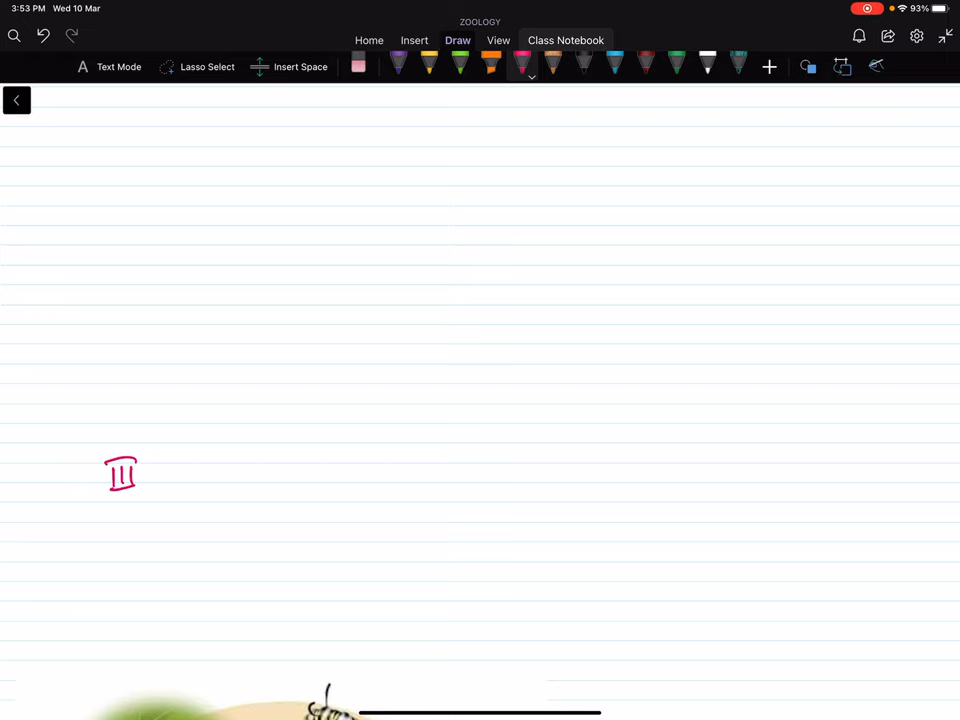 3:53 PM Wed 10 Mar
93%
ZOOLOGY
Home Insert Draw View Class Notebook
A Text Mode Lasso Select Insert Space
III